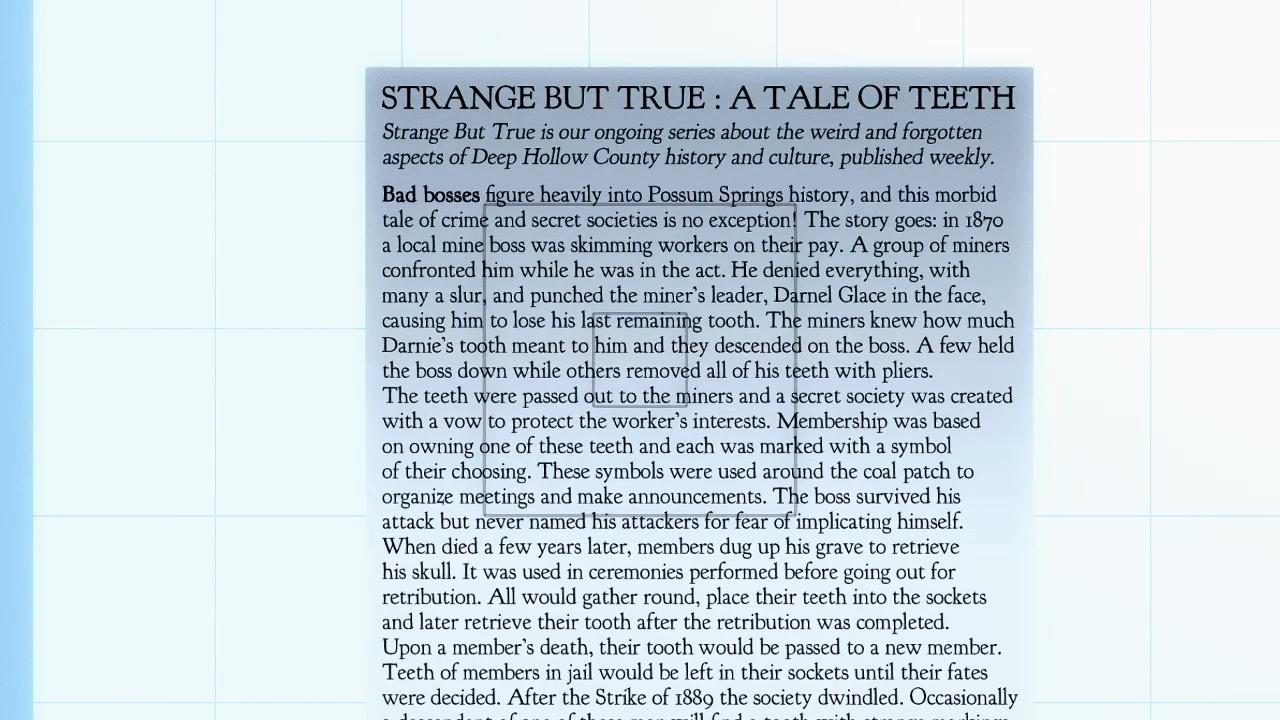 STRANGE BUT TRUE : A TALE OF TEETH
Strange But True is our ongoing series about the weird and forgotten
aspects of Deep Hollow County history and culture, published weekly.
Bad bosses figure heavily into Possum Springs history, and this morbid
tale of crime and secret societies is no exception! The story goes: in 1870
a local mine boss was skimming workers on their pay. A group of miners
confronted him while he was in the act. He denied everything, with
many a slur, and punched the miner's leader, Darnel Glace in the face,
causing him to lose his last remaining tooth. The miners knew how much
Darnie's tooth meant to him and they descended on the boss. A few held
the boss down while others removed all of his teeth with pliers.
The teeth were passed out to the miners and a secret society was created
with a vow to protect the worker's interests. Membership was based
on owning one of these teeth and each was marked with a symbol
of their choosing. These symbols were used around the coal patch to
organize meetings and make announcements. The boss survived his
attack but never named his attackers for fear of implicating himself.
When died a few years later, members dug up his grave to retrieve
his skull. It was used in ceremonies performed before going out for
retribution. All would gather round, place their teeth into the sockets
and later retrieve their tooth after the retribution was completed.
Upon a member's death, their tooth would be passed to a new member.
Teeth of members in jail would be left in their sockets until their fates
were decided. After the Strike of 1889 the society dwindled. Occasionally
a descendant of one of these men will find a tooth with strange markings